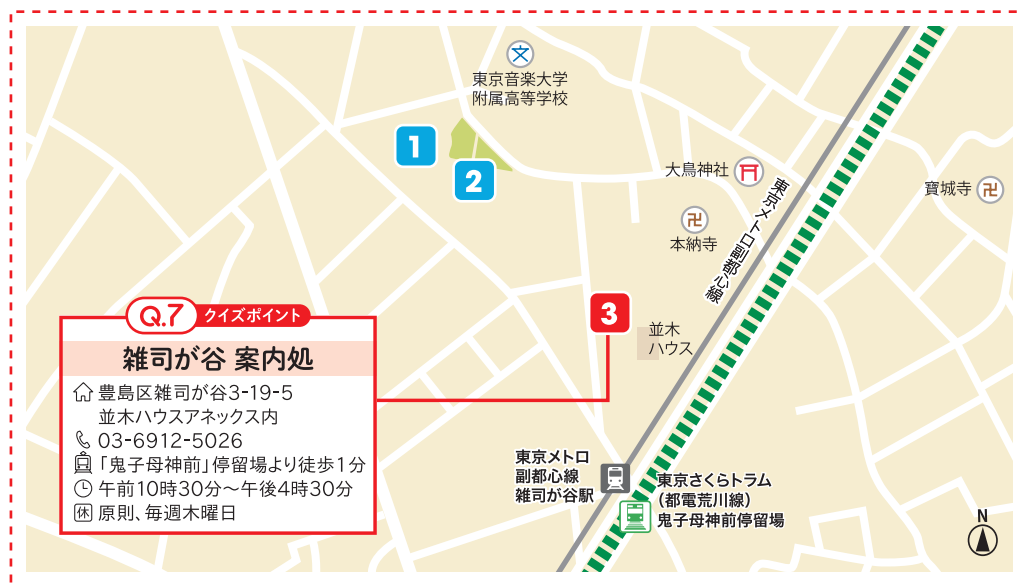 文
東京音楽大学
附属高等学校
1
2
大鳥神社
東京メトロ副都心線
寶城寺
本納寺
3
並木
ハウス
Q.7 クイズポイント
雑司が谷 案内処
豊島区雑司が谷3-19-5
並木ハウスアネックス内
03-6912-5026
「鬼子母神前」停留場より徒歩1分
午前10時30分～午後4時30分
休 原則、毎週木曜日
東京メトロ
副都心線
雑司が谷駅
東京さくらトラム
(都電荒川線)
鬼子母神前停留場
N